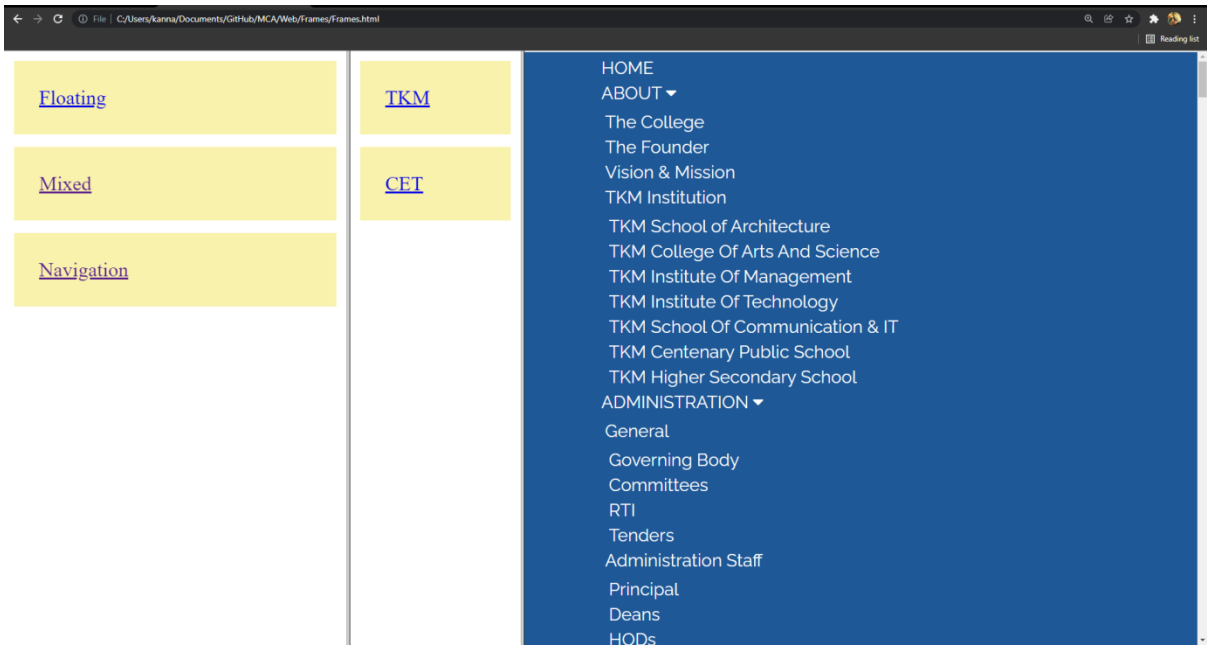 File | C:/Users/kanna/Documents/GitHub/MCA/Web/Frames/Frames.html
Reading list
Floating
Mixed
Navigation
TKM
CET
HOME
ABOUT
The College
The Founder
Vision & Mission
TKM Institution
TKM School of Architecture
TKM College Of Arts And Science
TKM Institute Of Management
TKM Institute Of Technology
TKM School Of Communication & IT
TKM Centenary Public School
TKM Higher Secondary School
ADMINISTRATION
General
Governing Body
Committees
RTI
Tenders
Administration Staff
Principal
Deans
HODs